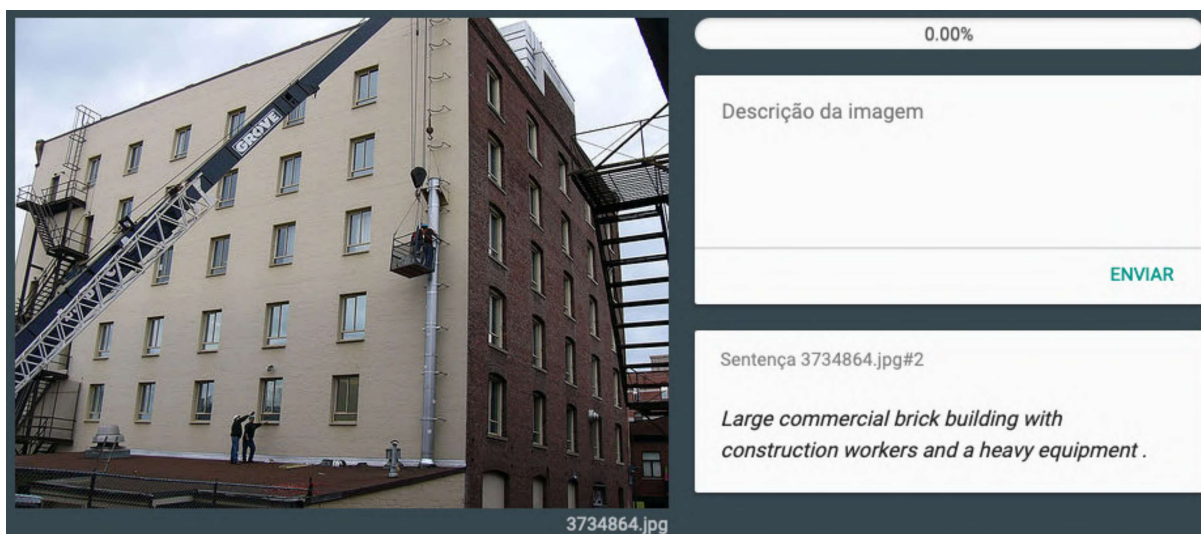 0.00%
GROVE
Descrição da imagem
ENVIAR
Sentença 3734864.jpg#2
Large commercial brick building with
construction workers and a heavy equipment .
3734864.jpg